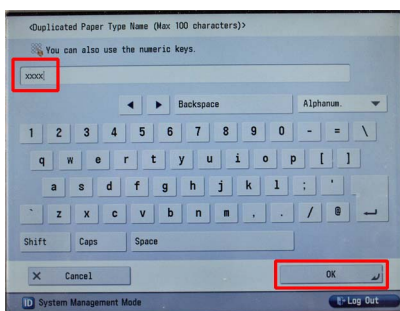 <Duplicated Paper Type Name (Max 100 characters)>
You can also use the numeric keys.
xxxx
◀ ▶ Backspace Alphanum.
1 2 3 4 5 6 7 8 9 0 - = \
q w e r t y u i o p [ ]
a s d f g h j k l ; '
` z x c v b n m , . / @
Shift Caps Space
× Cancel OK
ID System Management Mode Log Out